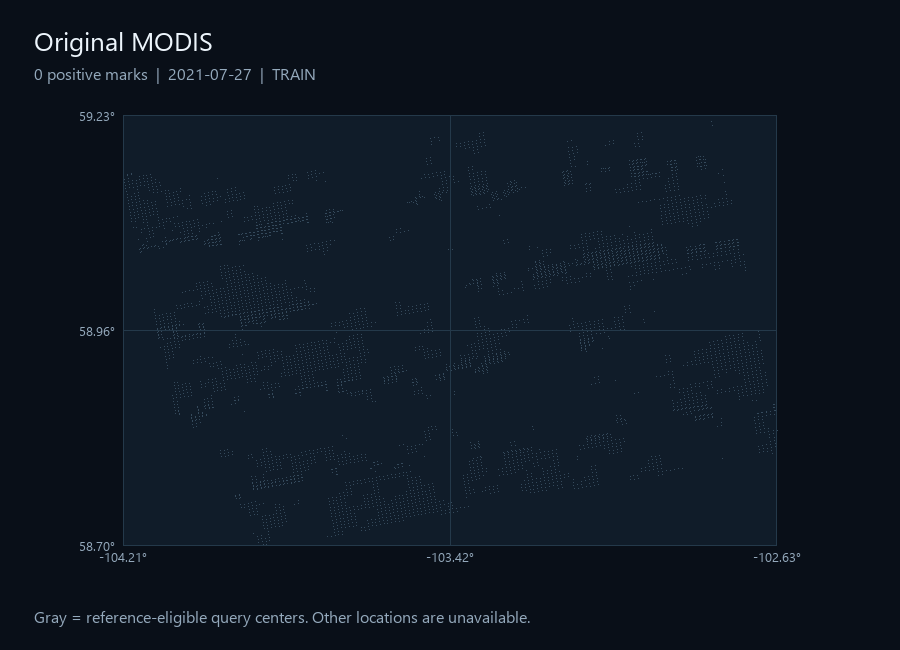 Original MODIS
0 positive marks | 2021-07-27 | TRAIN
59.23°
58.96°
58.70°
-104.21°
-103.42°
-102.63°
Gray = reference-eligible query centers. Other locations are unavailable.